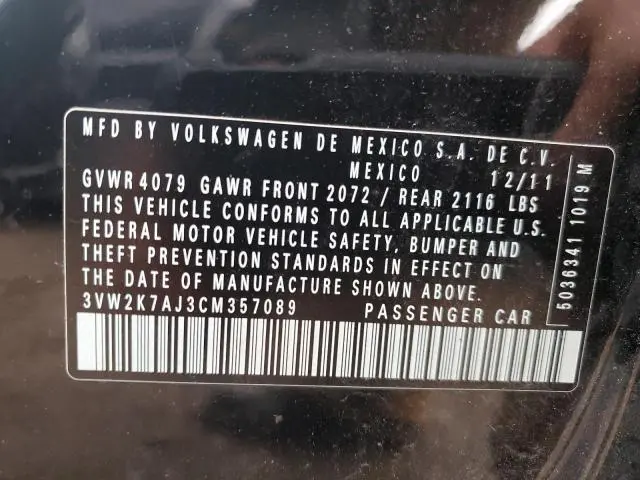 MFD BY VOLKSWAGEN DE MEXICO S.A. DE C.V.
MEXICO 12/11
GVWR 4079 GAWR FRONT 2072 / REAR 2116 LBS
THIS VEHICLE CONFORMS TO ALL APPLICABLE U.S.
FEDERAL MOTOR VEHICLE SAFETY, BUMPER AND
THEFT PREVENTION STANDARDS IN EFFECT ON
THE DATE OF MANUFACTURE SHOWN ABOVE.
3VW2K7AJ3CM357089 PASSENGER CAR
50363411019 M